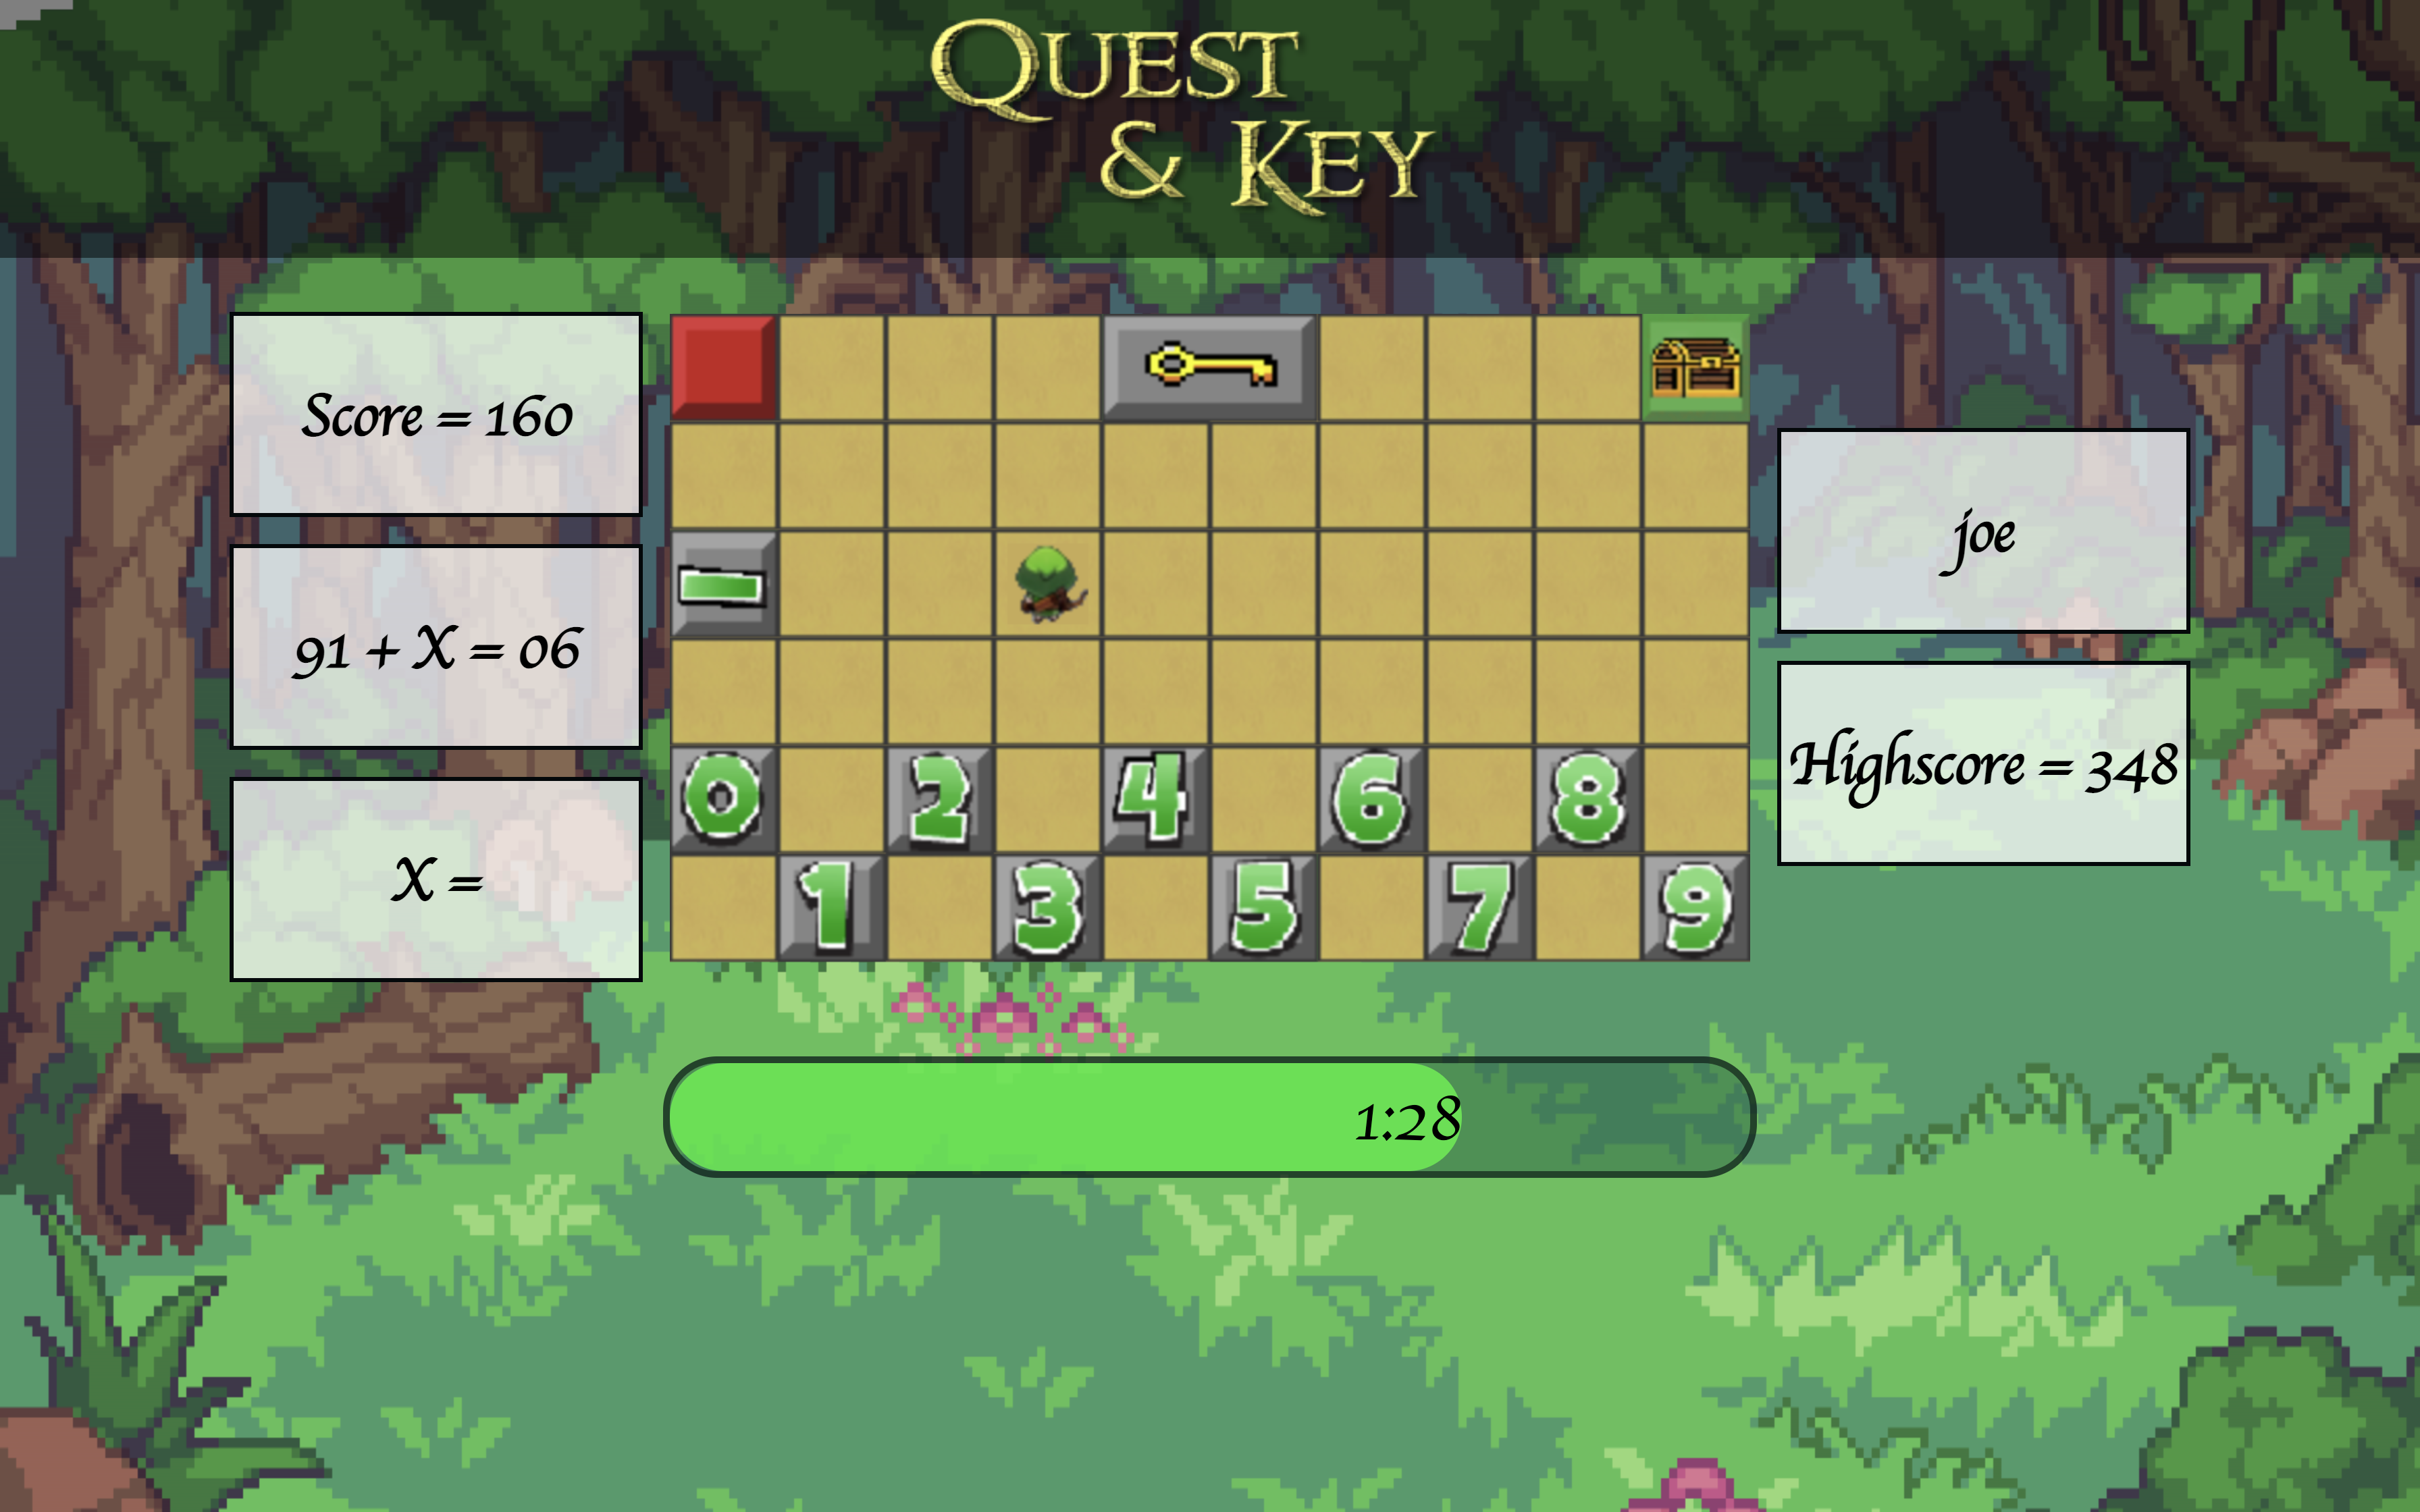 Quest
& Key
Score = 160
91 + X = 06
X =
joe
Highscore = 348
0 2 4 6 8
1 3 5 7 9
1:28